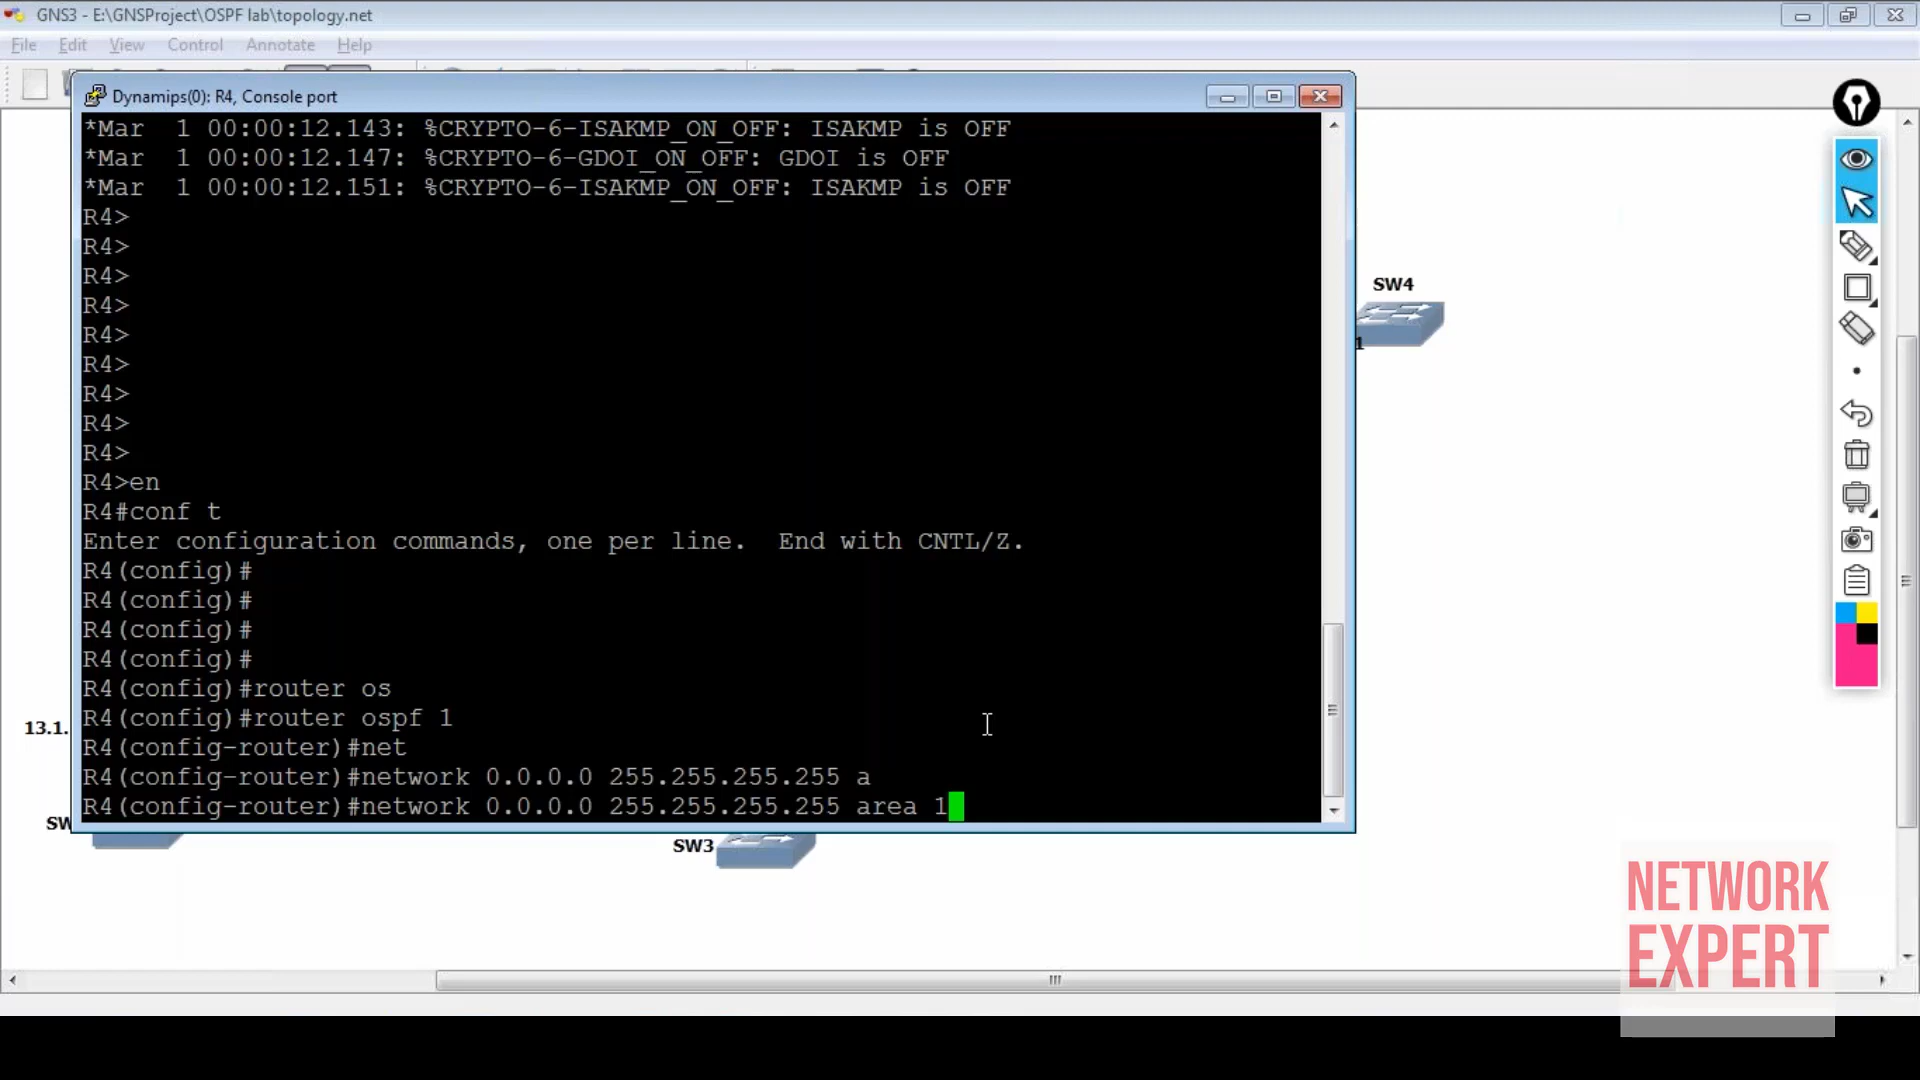 GNS3 - E:\GNSProject\OSPF lab\topology.net
File Edit View Control Annotate Help
Dynamips(0): R4, Console port
*Mar  1 00:00:12.143: %CRYPTO-6-ISAKMP_ON_OFF: ISAKMP is OFF
*Mar  1 00:00:12.147: %CRYPTO-6-GDOI_ON_OFF: GDOI is OFF
*Mar  1 00:00:12.151: %CRYPTO-6-ISAKMP_ON_OFF: ISAKMP is OFF
R4>
R4>
R4>
R4>
R4>
R4>
R4>
R4>
R4>
R4>en
R4#conf t
Enter configuration commands, one per line.  End with CNTL/Z.
R4(config)#
R4(config)#
R4(config)#
R4(config)#
R4(config)#router os
R4(config)#router ospf 1
R4(config-router)#net
R4(config-router)#network 0.0.0.0 255.255.255.255 a
R4(config-router)#network 0.0.0.0 255.255.255.255 area 1
SW4
1
13.1.
SW
SW3
NETWORK
EXPERT